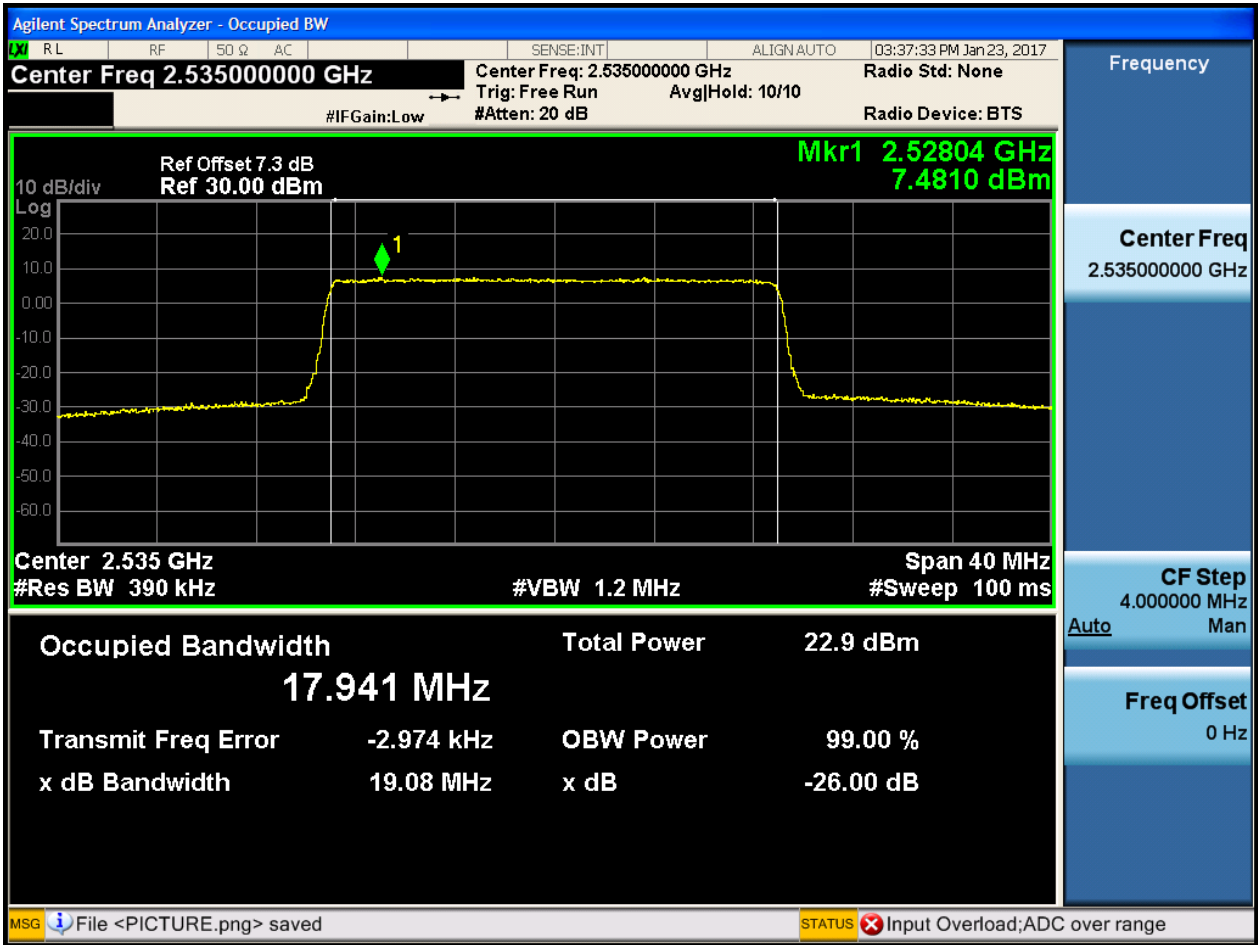 Agilent Spectrum Analyzer - Occupied BW
LXI RL RF 50 Ω AC SENSE:INT ALIGN AUTO 03:37:33 PM Jan 23, 2017
Center Freq 2.535000000 GHz
Center Freq: 2.535000000 GHz Radio Std: None
Trig: Free Run Avg|Hold: 10/10
#IFGain:Low #Atten: 20 dB Radio Device: BTS
Frequency
Mkr1 2.52804 GHz
7.4810 dBm
Ref Offset 7.3 dB
10 dB/div Ref 30.00 dBm
Log
20.0
10.0
0.00
-10.0
-20.0
-30.0
-40.0
-50.0
-60.0
1
Center Freq
2.535000000 GHz
Center 2.535 GHz Span 40 MHz
#Res BW 390 kHz #VBW 1.2 MHz #Sweep 100 ms
CF Step
4.000000 MHz
Auto Man
Occupied Bandwidth Total Power 22.9 dBm
17.941 MHz
Transmit Freq Error -2.974 kHz OBW Power 99.00 %
x dB Bandwidth 19.08 MHz x dB -26.00 dB
Freq Offset
0 Hz
MSG File <PICTURE.png> saved STATUS Input Overload;ADC over range